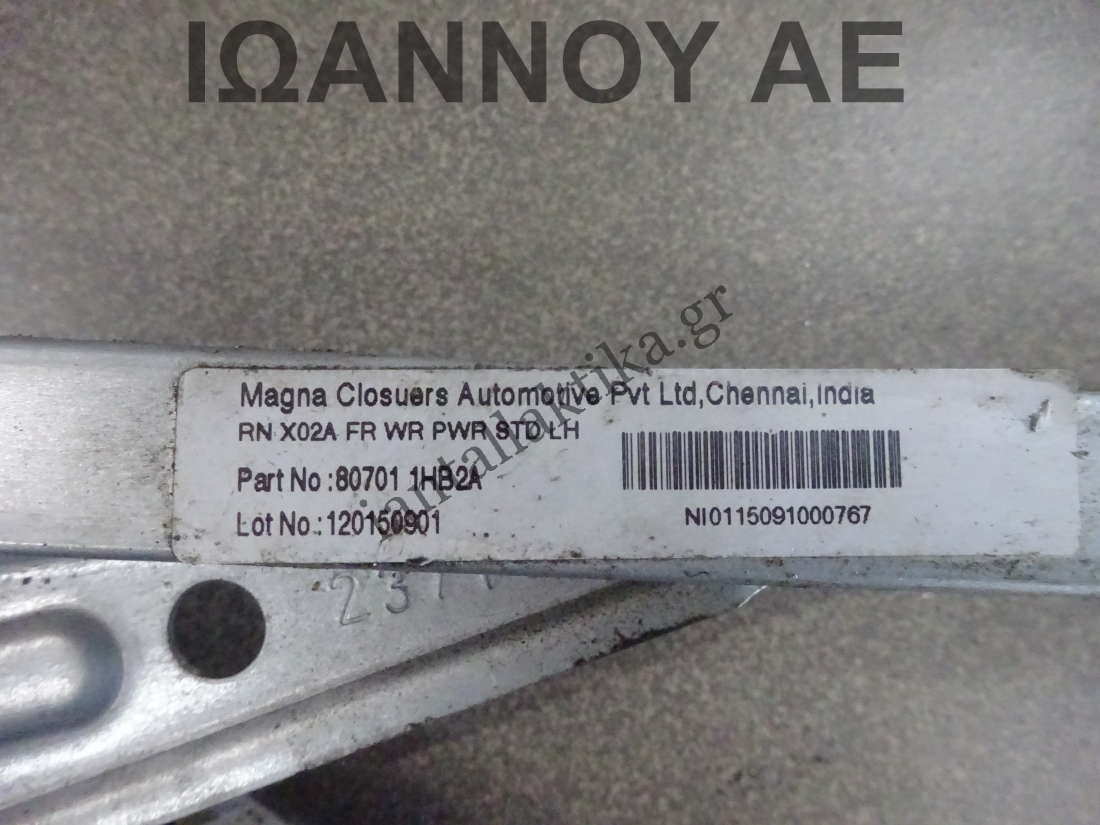 ΙΩΑΝΝΟΥ ΑΕ
iantallaktika.gr
Magna Closuers Automotive Pvt Ltd,Chennai,India
RN X02A FR WR PWR STD LH
Part No :80701 1HB2A
Lot No.:120150901
NI0115091000767